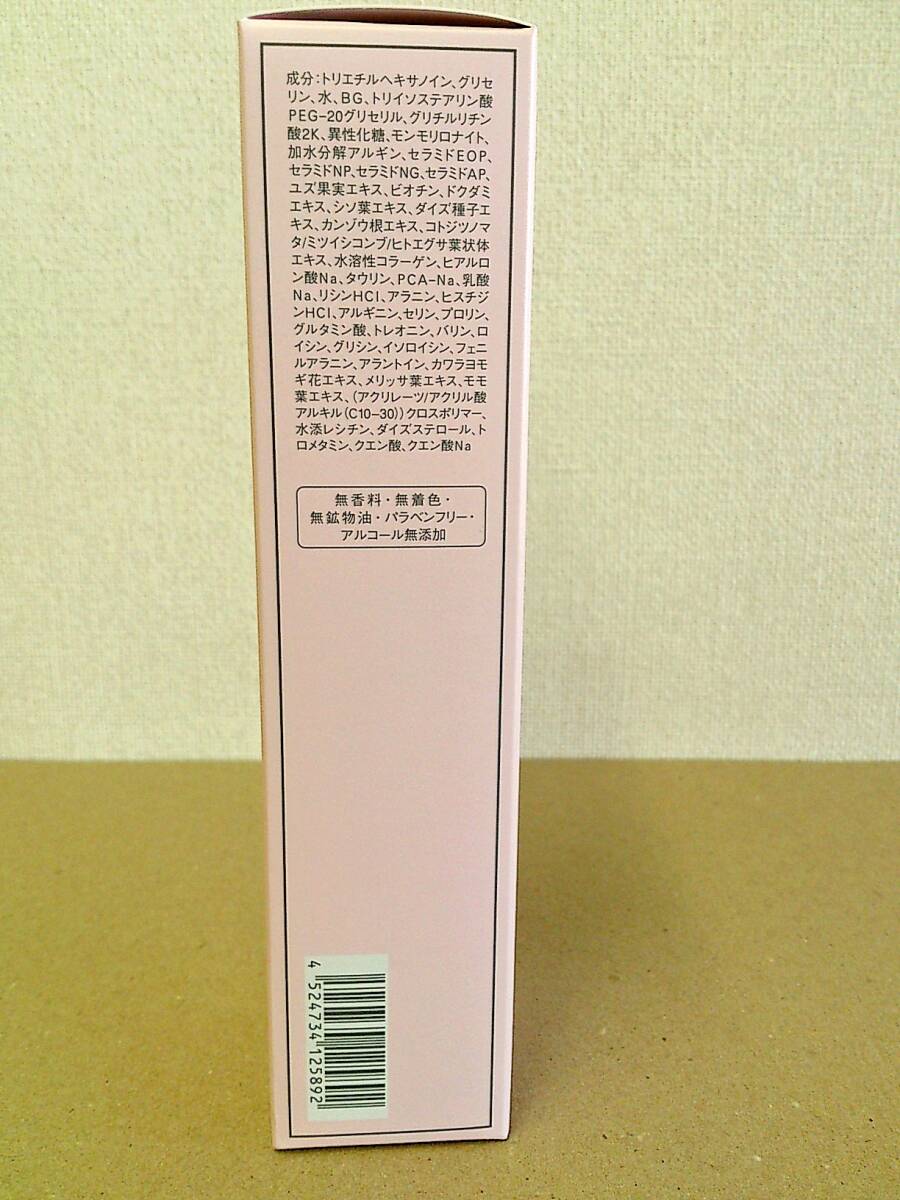 成分:トリエチルヘキサノイン、グリセ
リン、水、BG、トリイソステアリン酸
PEG-20グリセリル、グリチルリチン
酸2K、異性化糖、モンモリロナイト、
加水分解アルギン、セラミドEOP、
セラミドNP、セラミドNG、セラミドAP、
ユズ果実エキス、ビオチン、ドクダミ
エキス、シソ葉エキス、ダイズ種子エ
キス、カンゾウ根エキス、コトジツノマ
タ/ミツイシコンブ/ヒトエグサ葉状体
エキス、水溶性コラーゲン、ヒアルロ
ン酸Na、タウリン、PCA-Na、乳酸
Na、リシンHCl、アラニン、ヒスチジ
ンHCl、アルギニン、セリン、プロリン、
グルタミン酸、トレオニン、バリン、ロ
イシン、グリシン、イソロイシン、フェニ
ルアラニン、アラントイン、カワラヨモ
ギ花エキス、メリッサ葉エキス、モモ
葉エキス、(アクリレーツ/アクリル酸
アルキル(C10-30))クロスポリマー、
水添レシチン、ダイズステロール、ト
ロメタミン、クエン酸、クエン酸Na
無香料・無着色・
無鉱物油・パラベンフリー・
アルコール無添加
4 524734 125892